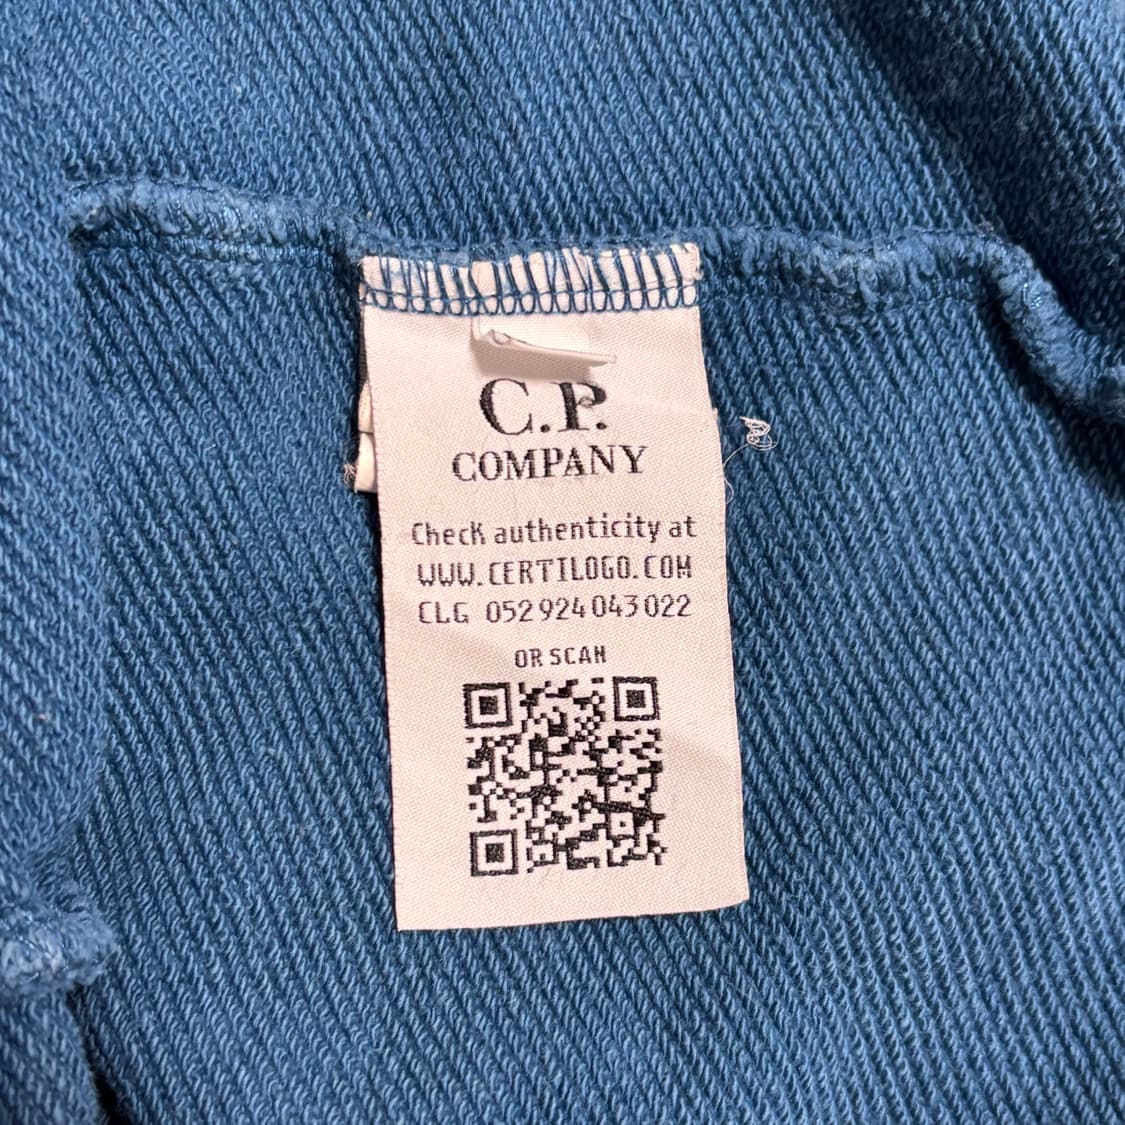 C.P.
COMPANY
Check authenticity at
WWW.CERTILOGO.COM
CLG 052 924 043 022
OR SCAN